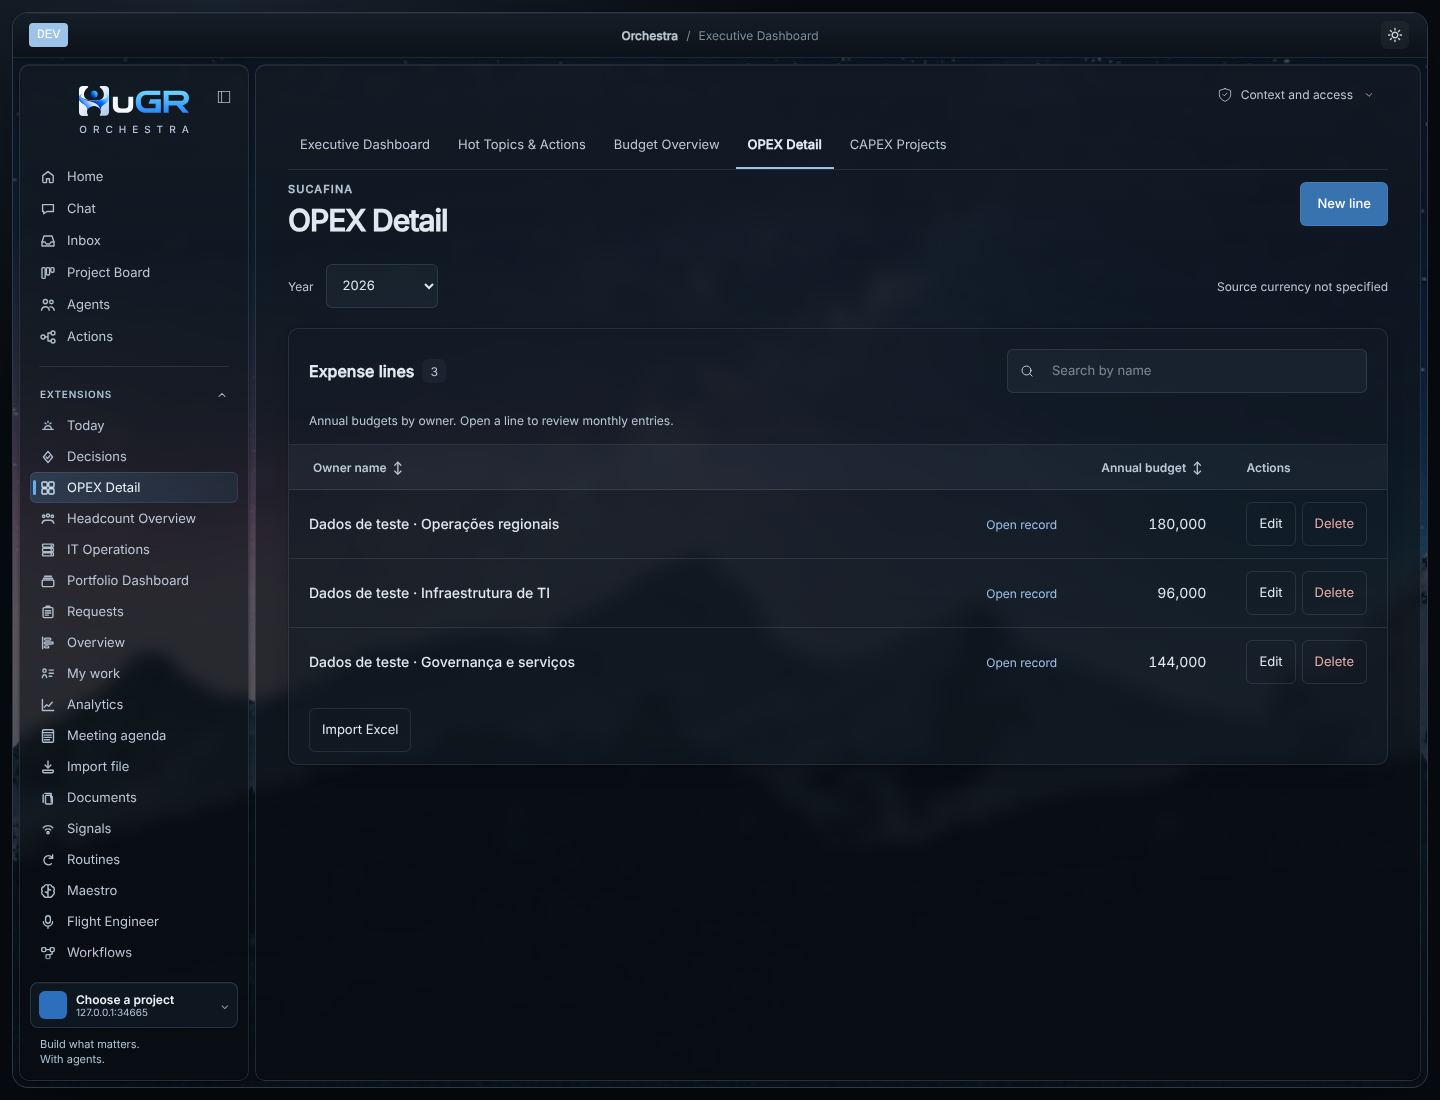 DEV
Orchestra / Executive Dashboard
HuGR
ORCHESTRA
Home
Chat
Inbox
Project Board
Agents
Actions
EXTENSIONS
Today
Decisions
OPEX Detail
Headcount Overview
IT Operations
Portfolio Dashboard
Requests
Overview
My work
Analytics
Meeting agenda
Import file
Documents
Signals
Routines
Maestro
Flight Engineer
Workflows
Choose a project
127.0.0.1:34665
Build what matters.
With agents.
Context and access
Executive Dashboard Hot Topics & Actions Budget Overview OPEX Detail CAPEX Projects
SUCAFINA
OPEX Detail
New line
Year 2026 Source currency not specified
Expense lines 3 Search by name
Annual budgets by owner. Open a line to review monthly entries.
Owner name Annual budget Actions
Dados de teste · Operações regionais Open record 180,000 Edit Delete
Dados de teste · Infraestrutura de TI Open record 96,000 Edit Delete
Dados de teste · Governança e serviços Open record 144,000 Edit Delete
Import Excel